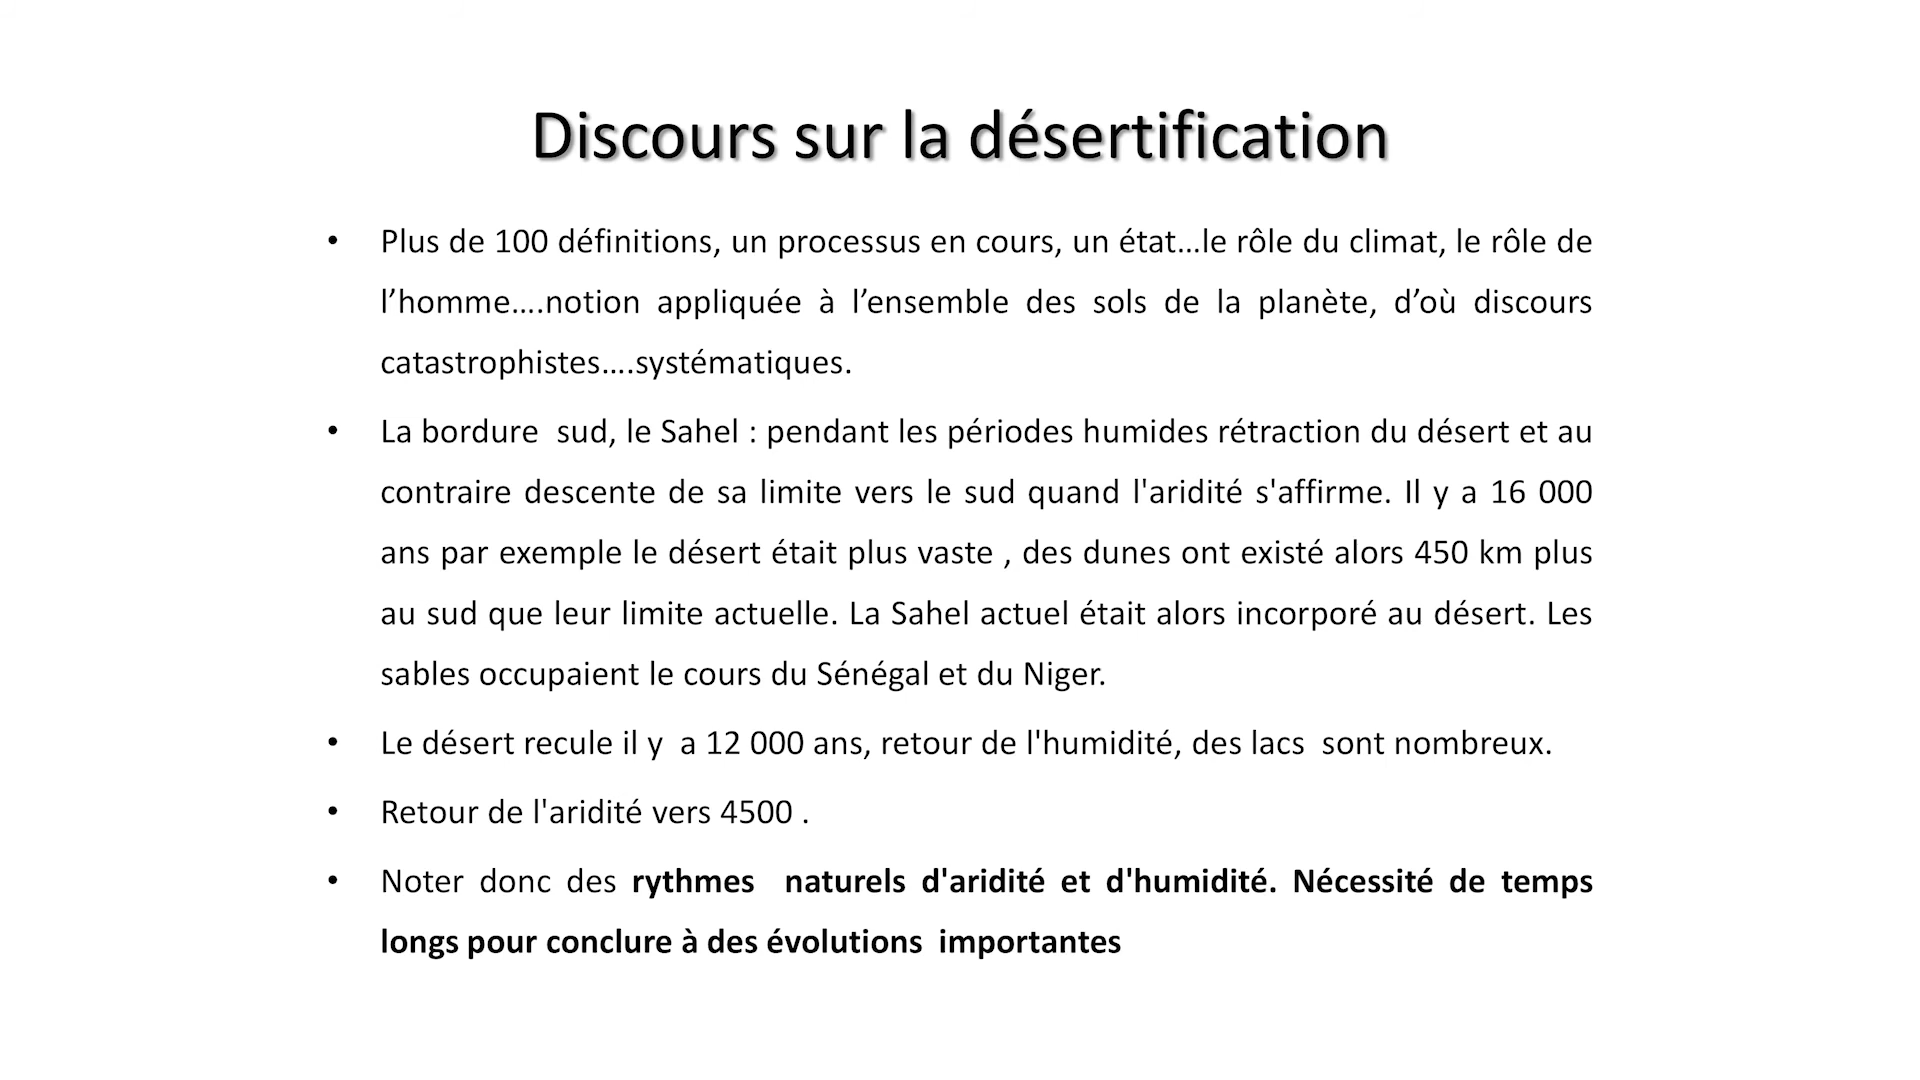 Discours sur la désertification
• Plus de 100 définitions, un processus en cours, un état…le rôle du climat, le rôle de
l’homme….notion appliquée à l’ensemble des sols de la planète, d’où discours
catastrophistes….systématiques.
• La bordure  sud, le Sahel : pendant les périodes humides rétraction du désert et au
contraire descente de sa limite vers le sud quand l'aridité s'affirme. Il y a 16 000
ans par exemple le désert était plus vaste , des dunes ont existé alors 450 km plus
au sud que leur limite actuelle. La Sahel actuel était alors incorporé au désert. Les
sables occupaient le cours du Sénégal et du Niger.
• Le désert recule il y  a 12 000 ans, retour de l'humidité, des lacs  sont nombreux.
• Retour de l'aridité vers 4500 .
• Noter donc des rythmes  naturels d'aridité et d'humidité. Nécessité de temps
longs pour conclure à des évolutions  importantes